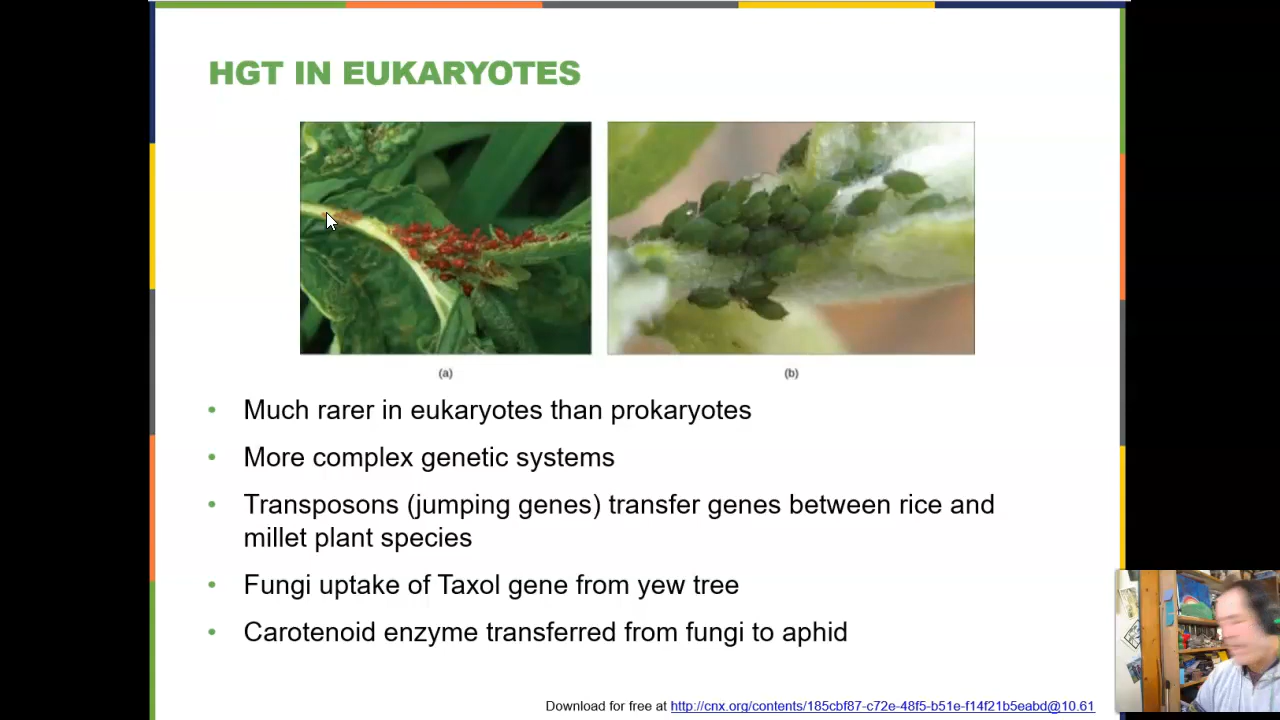 HGT IN EUKARYOTES
(a)
(b)
• Much rarer in eukaryotes than prokaryotes
• More complex genetic systems
• Transposons (jumping genes) transfer genes between rice and
millet plant species
• Fungi uptake of Taxol gene from yew tree
• Carotenoid enzyme transferred from fungi to aphid
Download for free at http://cnx.org/contents/185cbf87-c72e-48f5-b51e-f14f21b5eabd@10.61